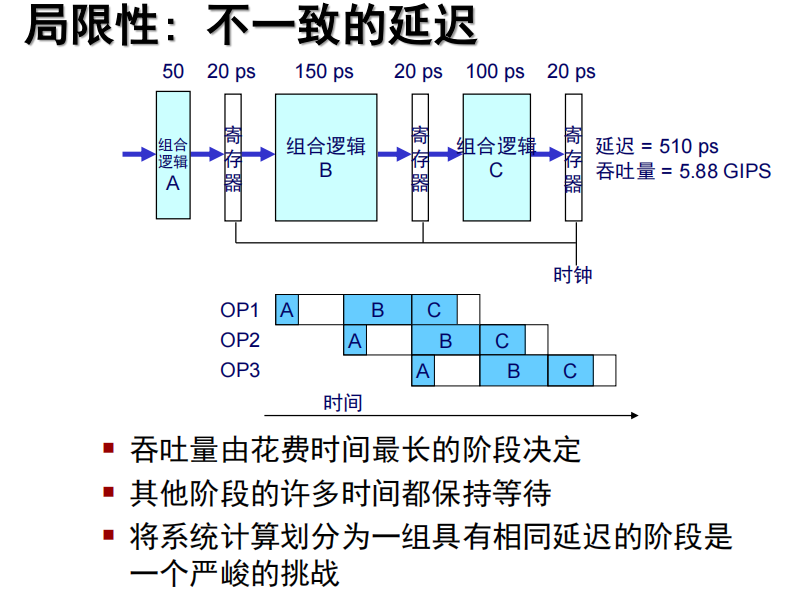 局限性：不一致的延迟
50 20 ps 150 ps 20 ps 100 ps 20 ps
组合
逻辑
A
寄
存
器
组合逻辑
B
寄
存
器
组合逻辑
C
寄
存
器
延迟 = 510 ps
吞吐量 = 5.88 GIPS
时钟
OP1 A B C
OP2 A B C
OP3 A B C
时间
吞吐量由花费时间最长的阶段决定
其他阶段的许多时间都保持等待
将系统计算划分为一组具有相同延迟的阶段是
一个严峻的挑战